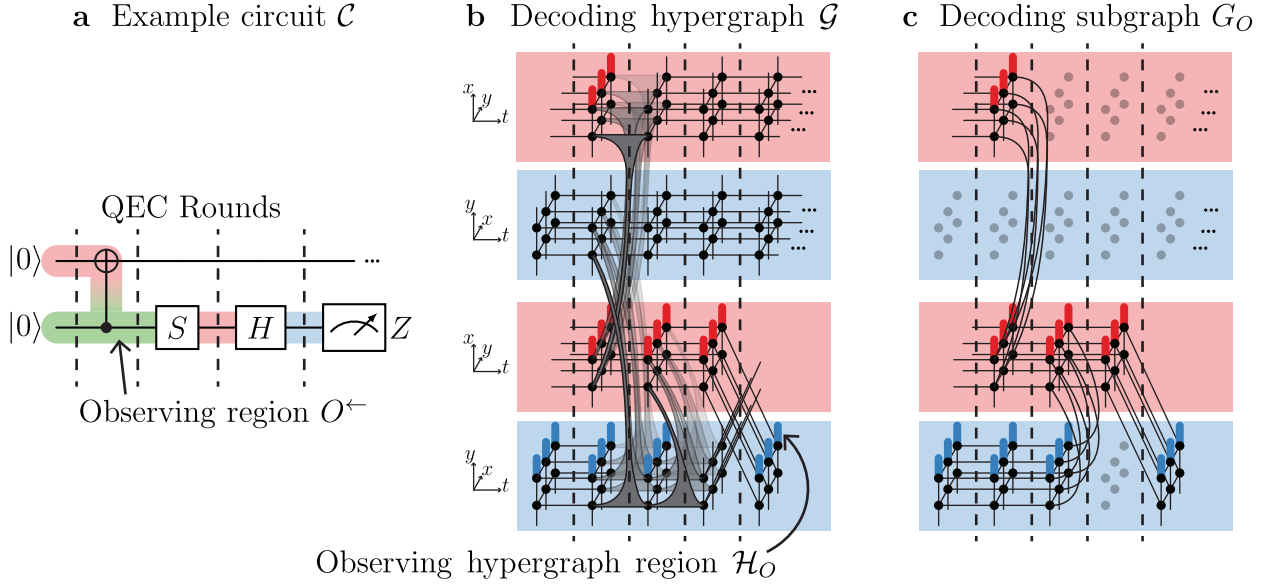 a Example circuit 𝒞
b Decoding hypergraph 𝒢
c Decoding subgraph G_O
x y t ... ... ...
... ... ...
y x t ... ... ...
... ... ...
QEC Rounds
|0⟩ ...
|0⟩ S H Z
x y t
Observing region O←
y x t
Observing hypergraph region ℋ_O